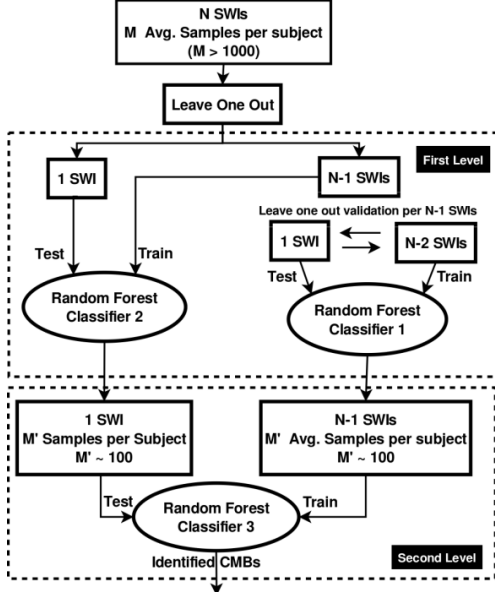 N SWIs
M Avg. Samples per subject
(M > 1000)
Leave One Out
First Level
1 SWI
N-1 SWIs
Leave one out validation per N-1 SWIs
1 SWI
N-2 SWIs
Test
Train
Test
Train
Random Forest
Classifier 2
Random Forest
Classifier 1
1 SWI
M' Samples per Subject
M' ~ 100
N-1 SWIs
M' Avg. Samples per subject
M' ~ 100
Test
Train
Random Forest
Classifier 3
Identified CMBs
Second Level